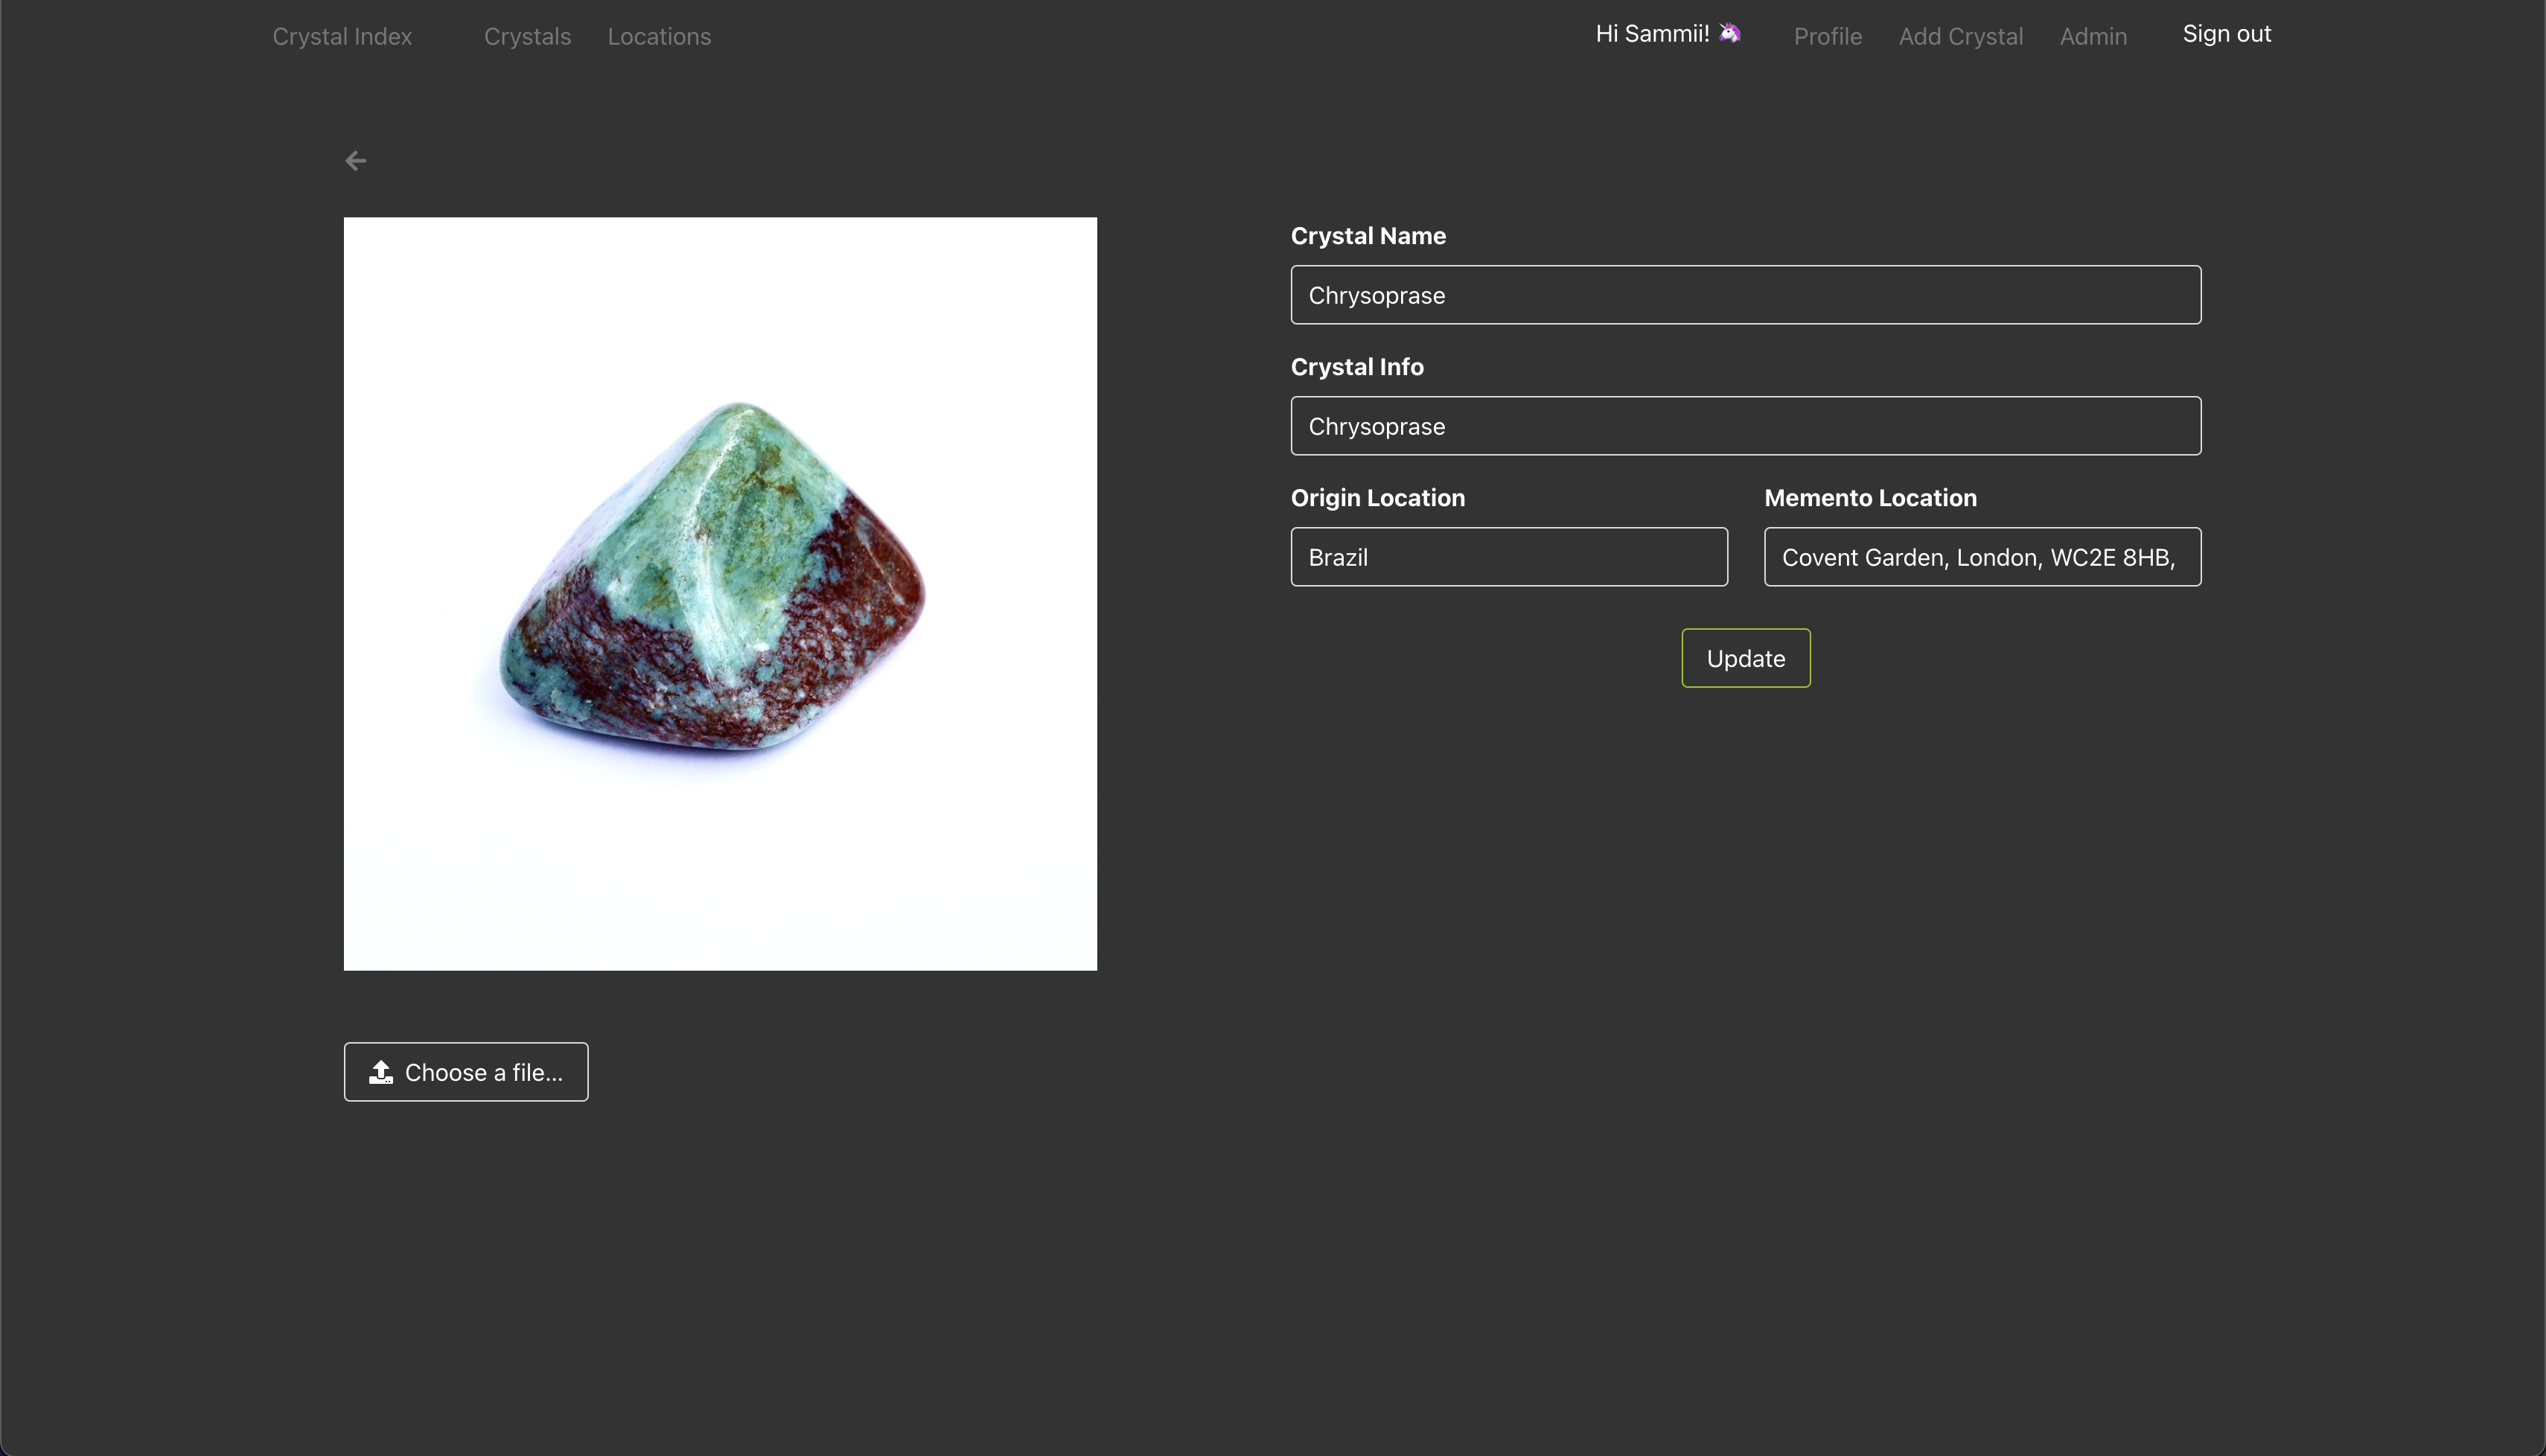 Crystal Index Crystals Locations Hi Sammii! 🦄 Profile Add Crystal Admin Sign out
Crystal Name
Chrysoprase
Crystal Info
Chrysoprase
Origin Location Memento Location
Brazil Covent Garden, London, WC2E 8HB,
Update
Choose a file...